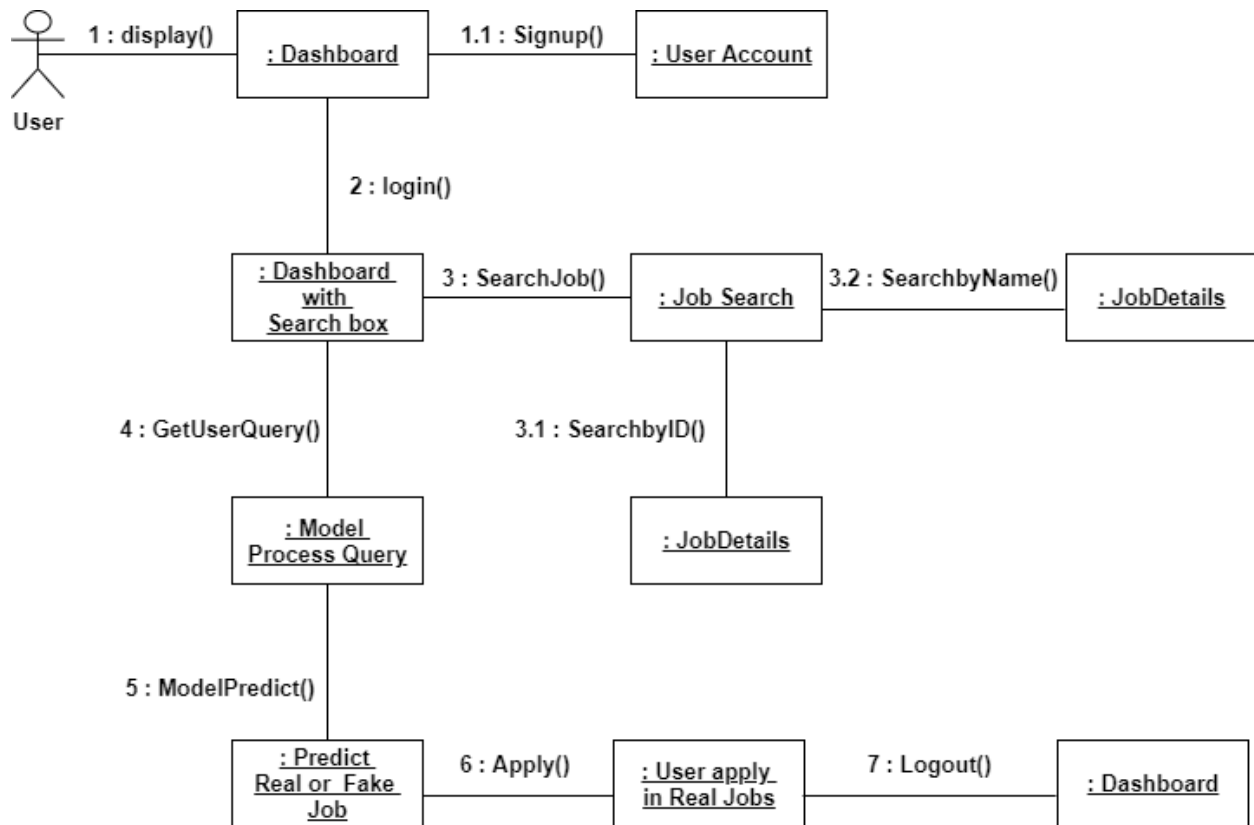 1 : display()
: Dashboard
1.1 : Signup()
: User Account
User
2 : login()
: Dashboard
with
Search box
3 : SearchJob()
: Job Search
3.2 : SearchbyName()
: JobDetails
4 : GetUserQuery()
3.1 : SearchbyID()
: Model
Process Query
: JobDetails
5 : ModelPredict()
: Predict
Real or Fake
Job
6 : Apply()
: User apply
in Real Jobs
7 : Logout()
: Dashboard